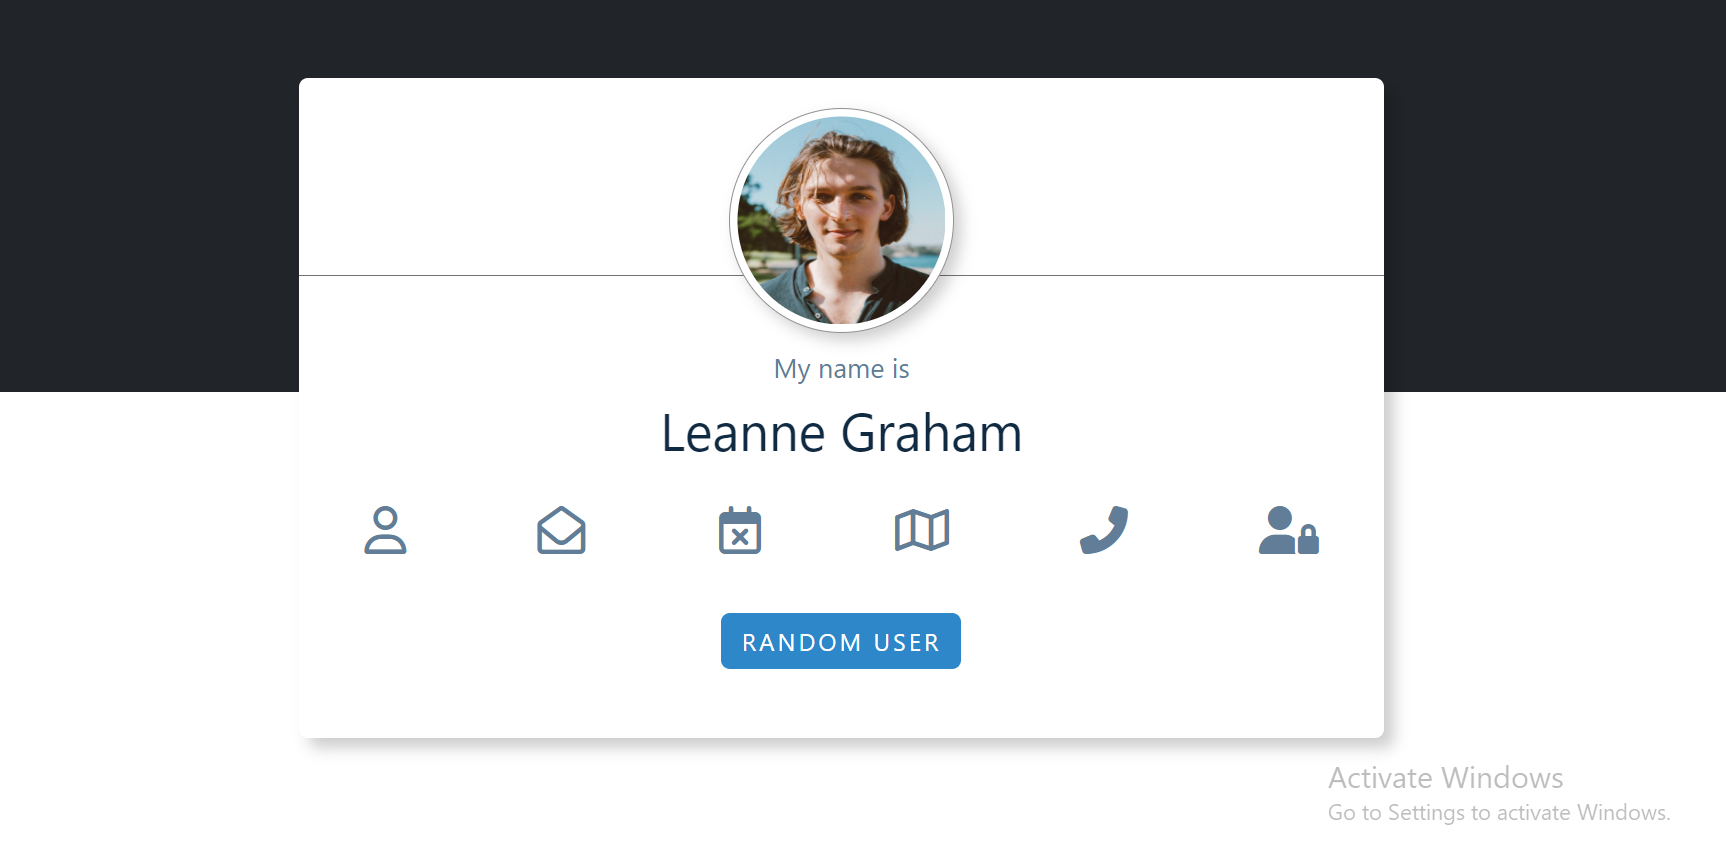 My name is
Leanne Graham
RANDOM USER
Activate Windows
Go to Settings to activate Windows.